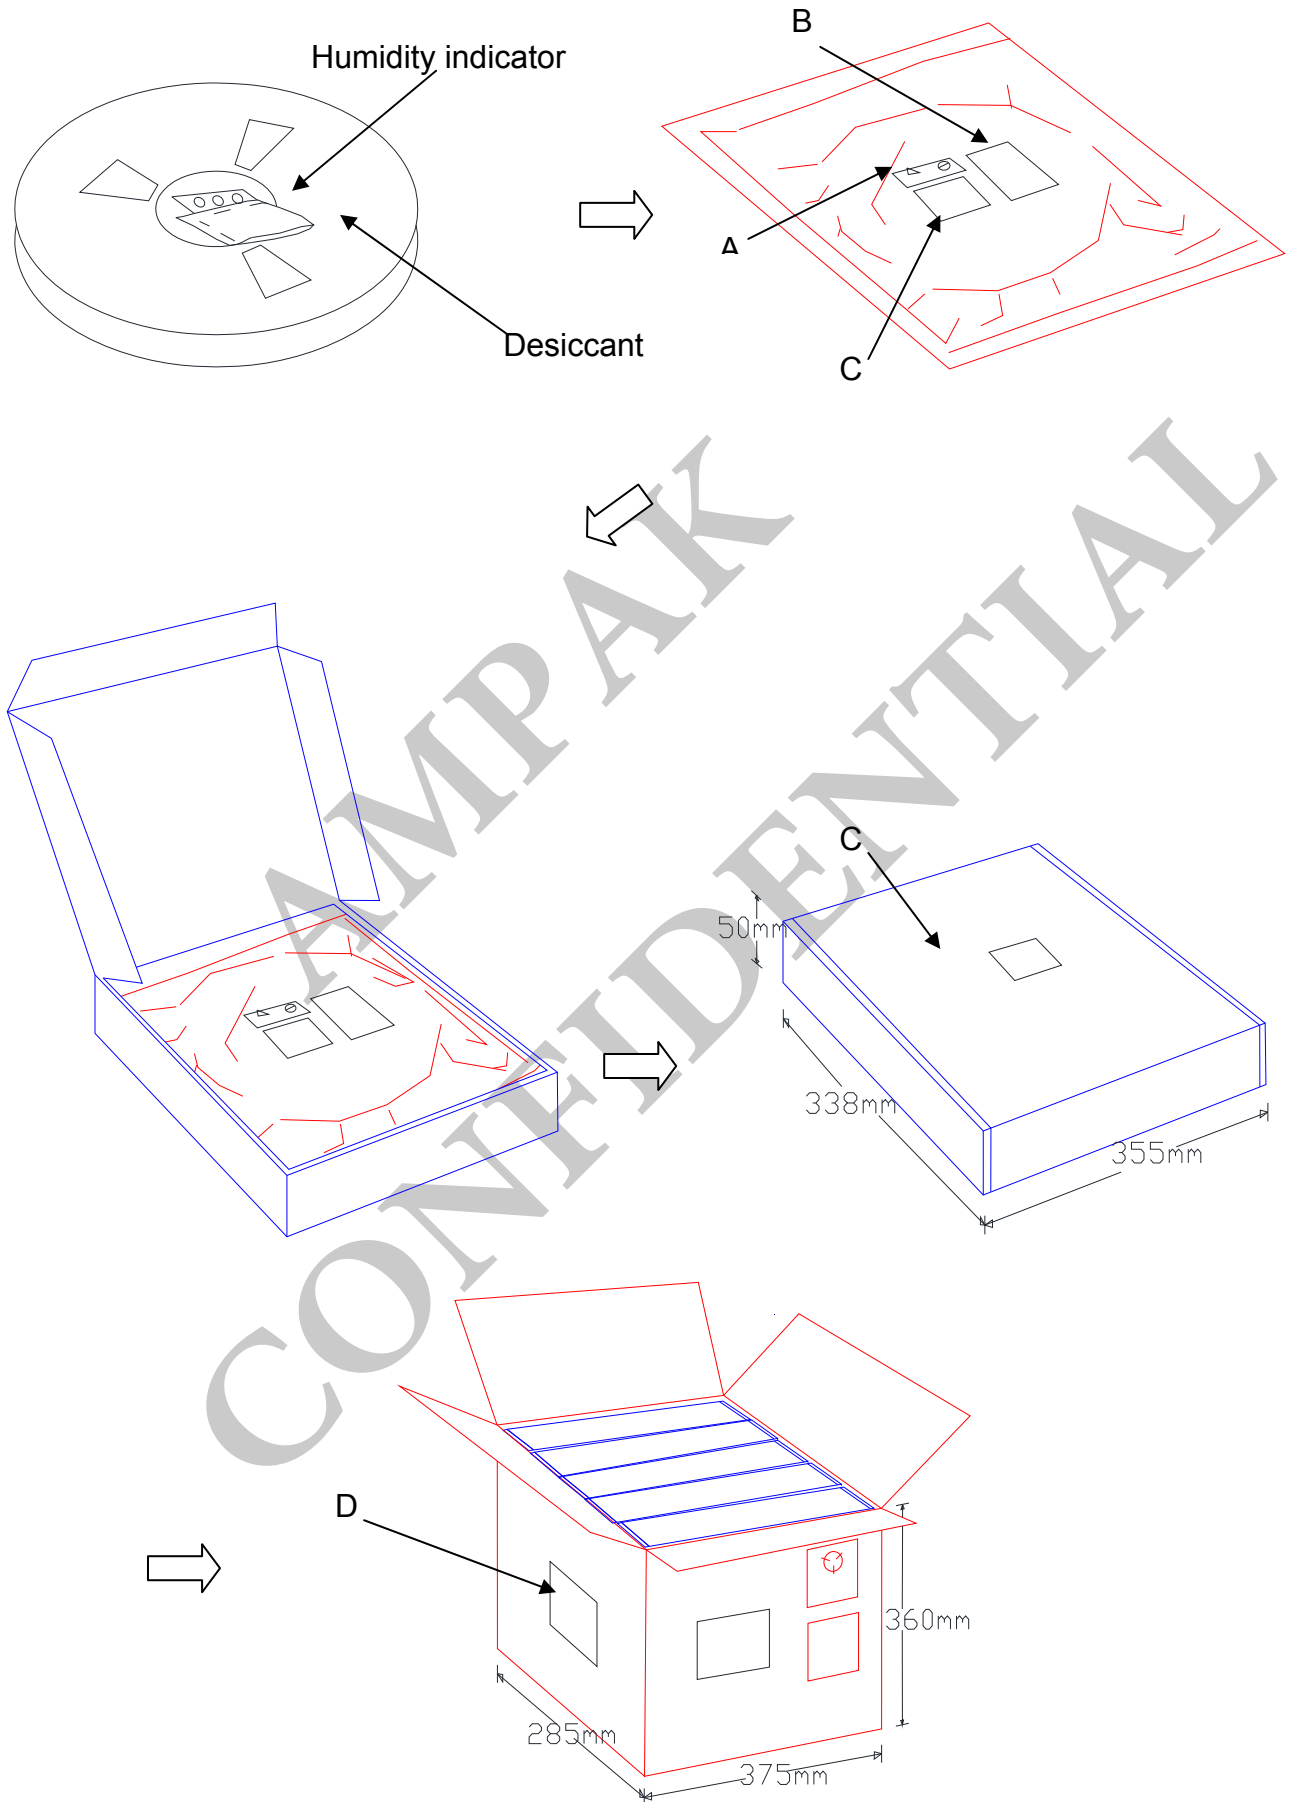 B
Humidity indicator
A
Desiccant
C
AMPAK
CONFIDENTIAL
C
50mm
338mm
355mm
D
360mm
285mm
375mm